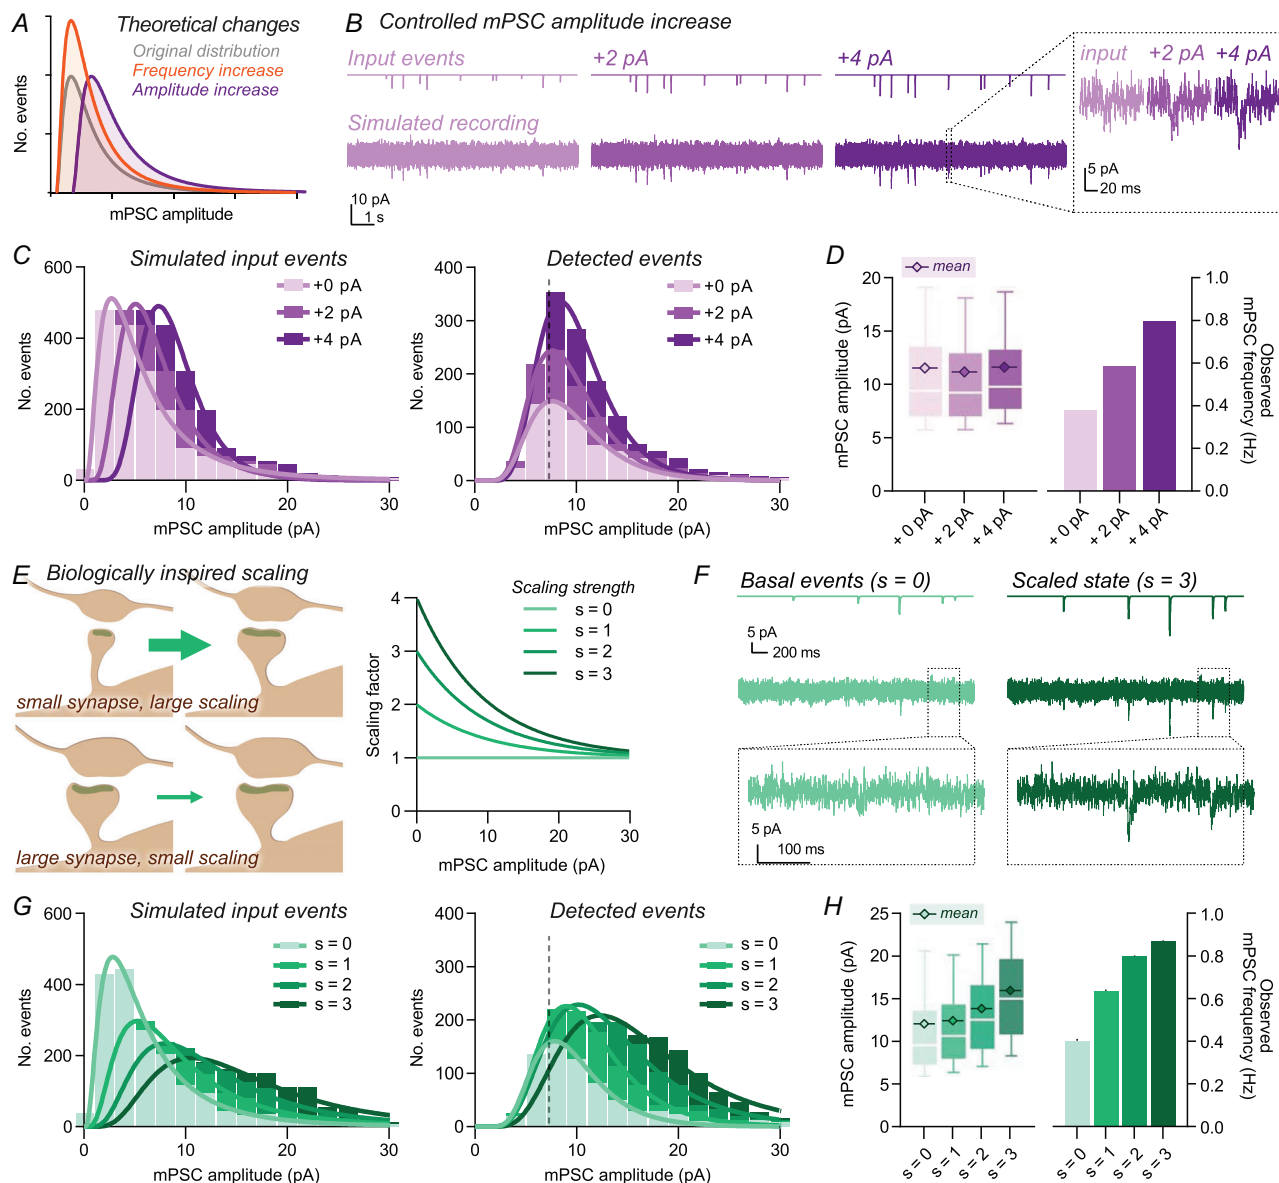 A
Theoretical changes
Original distribution
Frequency increase
Amplitude increase
No. events
mPSC amplitude
B Controlled mPSC amplitude increase
Input events
+2 pA
+4 pA
Simulated recording
10 pA
1 s
input +2 pA +4 pA
5 pA
20 ms
C
Simulated input events
+0 pA
+2 pA
+4 pA
No. events
600
400
200
0
0 10 20 30
mPSC amplitude (pA)
Detected events
+0 pA
+2 pA
+4 pA
No. events
400
300
200
100
0
0 10 20 30
mPSC amplitude (pA)
D
mean
mPSC amplitude (pA)
20
15
10
5
0
+ 0 pA
+ 2 pA
+ 4 pA
1.0
0.8
0.6
0.4
0.2
0.0
Observed
mPSC frequency (Hz)
+ 0 pA
+ 2 pA
+ 4 pA
E Biologically inspired scaling
small synapse, large scaling
large synapse, small scaling
Scaling strength
s = 0
s = 1
s = 2
s = 3
Scaling factor
4
3
2
1
0
0 10 20 30
mPSC amplitude (pA)
F
Basal events (s = 0)
Scaled state (s = 3)
5 pA
200 ms
5 pA
100 ms
G
Simulated input events
s = 0
s = 1
s = 2
s = 3
No. events
600
400
200
0
0 10 20 30
mPSC amplitude (pA)
Detected events
s = 0
s = 1
s = 2
s = 3
No. events
400
300
200
100
0
0 10 20 30
mPSC amplitude (pA)
H
mean
mPSC amplitude (pA)
25
20
15
10
5
0
s = 0
s = 1
s = 2
s = 3
1.0
0.8
0.6
0.4
0.2
0.0
Observed
mPSC frequency (Hz)
s = 0
s = 1
s = 2
s = 3